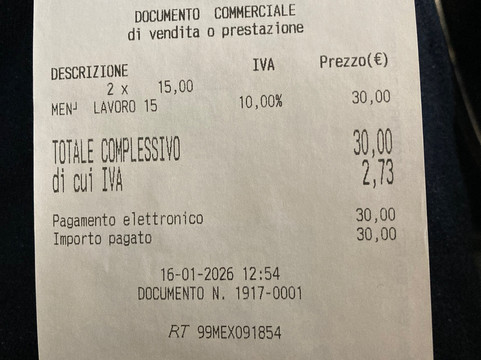 DOCUMENTO COMMERCIALE
di vendita o prestazione
DESCRIZIONE IVA Prezzo(€)
2 x 15,00
MEN┘ LAVORO 15 10,00% 30,00
TOTALE COMPLESSIVO 30,00
di cui IVA 2,73
Pagamento elettronico 30,00
Importo pagato 30,00
16-01-2026 12:54
DOCUMENTO N. 1917-0001
RT 99MEX091854